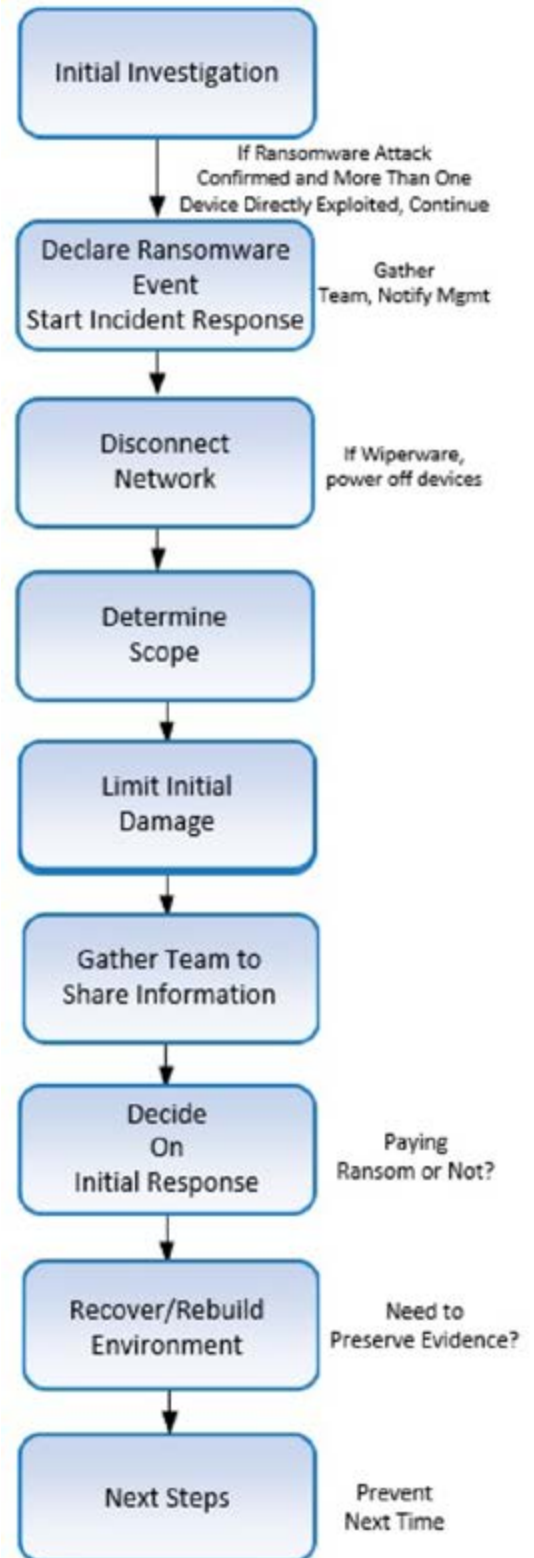 Initial Investigation
If Ransomware Attack
Confirmed and More Than One
Device Directly Exploited, Continue
Declare Ransomware
Event
Start Incident Response
Gather
Team, Notify Mgmt
Disconnect
Network
If Wiperware,
power off devices
Determine
Scope
Limit Initial
Damage
Gather Team to
Share Information
Decide
On
Initial Response
Paying
Ransom or Not?
Recover/Rebuild
Environment
Need to
Preserve Evidence?
Next Steps
Prevent
Next Time